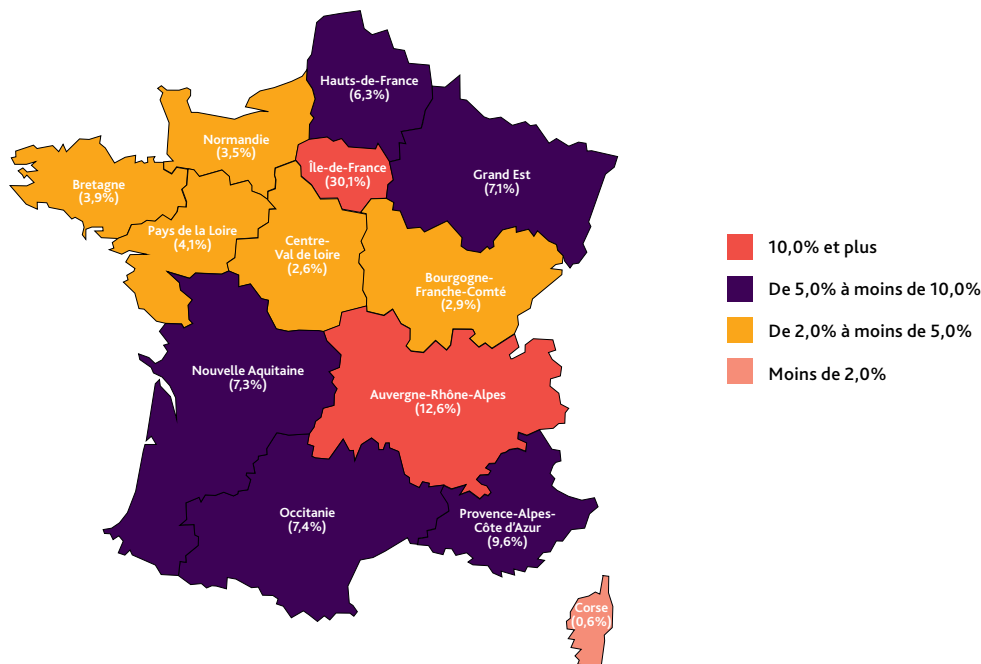 Hauts-de-France
(6,3%)
Normandie
(3,5%)
Île-de-France
(30,1%)
Grand Est
(7,1%)
Bretagne
(3,9%)
Pays de la Loire
(4,1%)
Centre-
Val de loire
(2,6%)
Bourgogne-
Franche-Comté
(2,9%)
Nouvelle Aquitaine
(7,3%)
Auvergne-Rhône-Alpes
(12,6%)
Occitanie
(7,4%)
Provence-Alpes-
Côte d'Azur
(9,6%)
Corse
(0,6%)
10,0% et plus
De 5,0% à moins de 10,0%
De 2,0% à moins de 5,0%
Moins de 2,0%